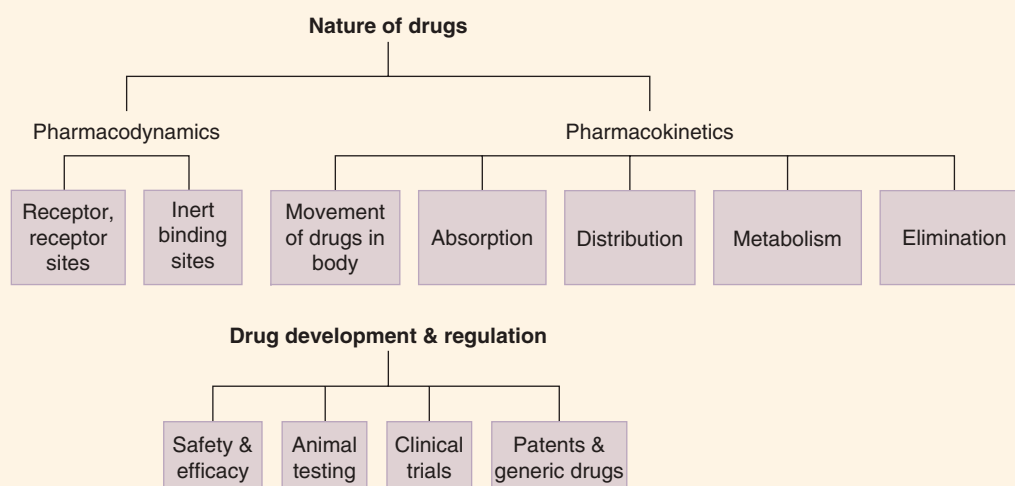 Nature of drugs
Pharmacodynamics
Pharmacokinetics
Receptor,
receptor
sites
Inert
binding
sites
Movement
of drugs in
body
Absorption
Distribution
Metabolism
Elimination
Drug development & regulation
Safety &
efficacy
Animal
testing
Clinical
trials
Patents &
generic drugs